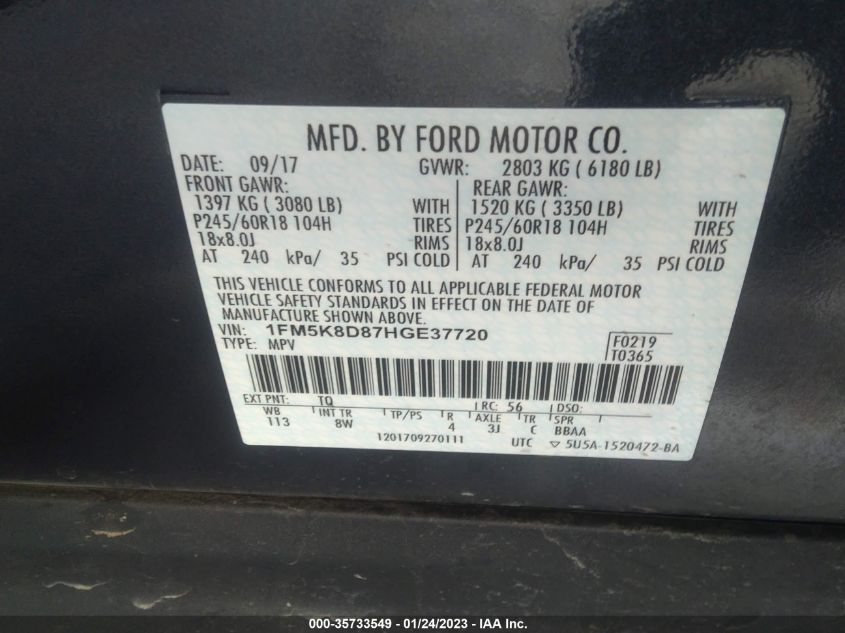 MFD. BY FORD MOTOR CO.
DATE: 09/17 GVWR: 2803 KG ( 6180 LB)
FRONT GAWR: REAR GAWR:
1397 KG ( 3080 LB) WITH 1520 KG ( 3350 LB) WITH
P245/60R18 104H TIRES P245/60R18 104H TIRES
18x8.0J RIMS 18x8.0J RIMS
AT 240 kPa/ 35 PSI COLD AT 240 kPa/ 35 PSI COLD
THIS VEHICLE CONFORMS TO ALL APPLICABLE FEDERAL MOTOR
VEHICLE SAFETY STANDARDS IN EFFECT ON THE DATE OF
MANUFACTURE SHOWN ABOVE.
VIN: 1FM5K8D87HGE37720
TYPE: MPV
F0219
T0365
EXT PNT: TQ RC: 56 DSO:
WB INT TR TP/PS R AXLE TR SPR
113 8W 4 3J C BBAA
1201709270111 UTC ▽ 5U5A-1520472-BA
000-35733549 - 01/24/2023 - IAA Inc.